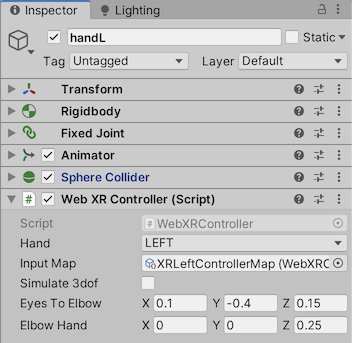 Inspector Lighting
handL Static
Tag Untagged Layer Default
Transform
Rigidbody
Fixed Joint
Animator
Sphere Collider
# Web XR Controller (Script)
Script # WebXRController
Hand LEFT
Input Map XRLeftControllerMap (WebXRC
Simulate 3dof
Eyes To Elbow X 0.1 Y -0.4 Z 0.15
Elbow Hand X 0 Y 0 Z 0.25